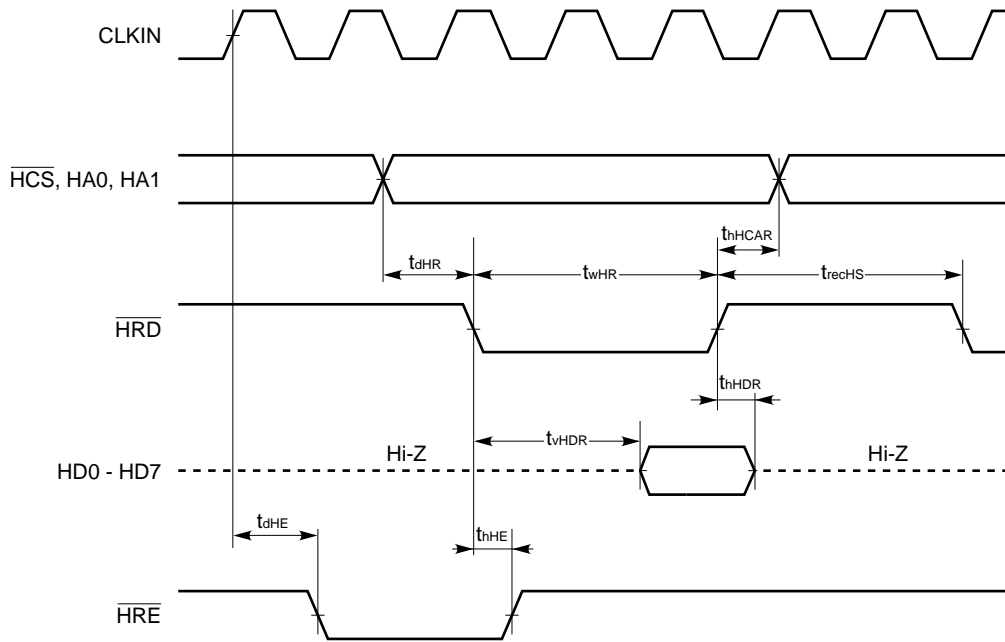 CLKIN
HCS, HA0, HA1
thHCAR
tdHR
twHR
trecHS
HRD
thHDR
tvHDR
Hi-Z
Hi-Z
HD0 - HD7
tdHE
thHE
HRE